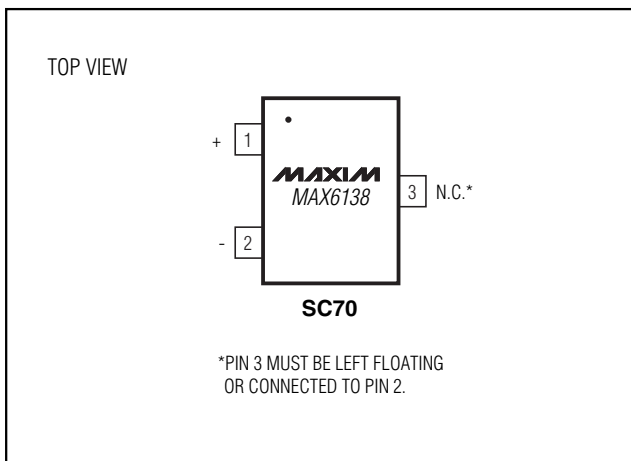 TOP VIEW
+ 1
MAXIM
MAX6138
3 N.C.*
- 2
SC70
*PIN 3 MUST BE LEFT FLOATING
OR CONNECTED TO PIN 2.